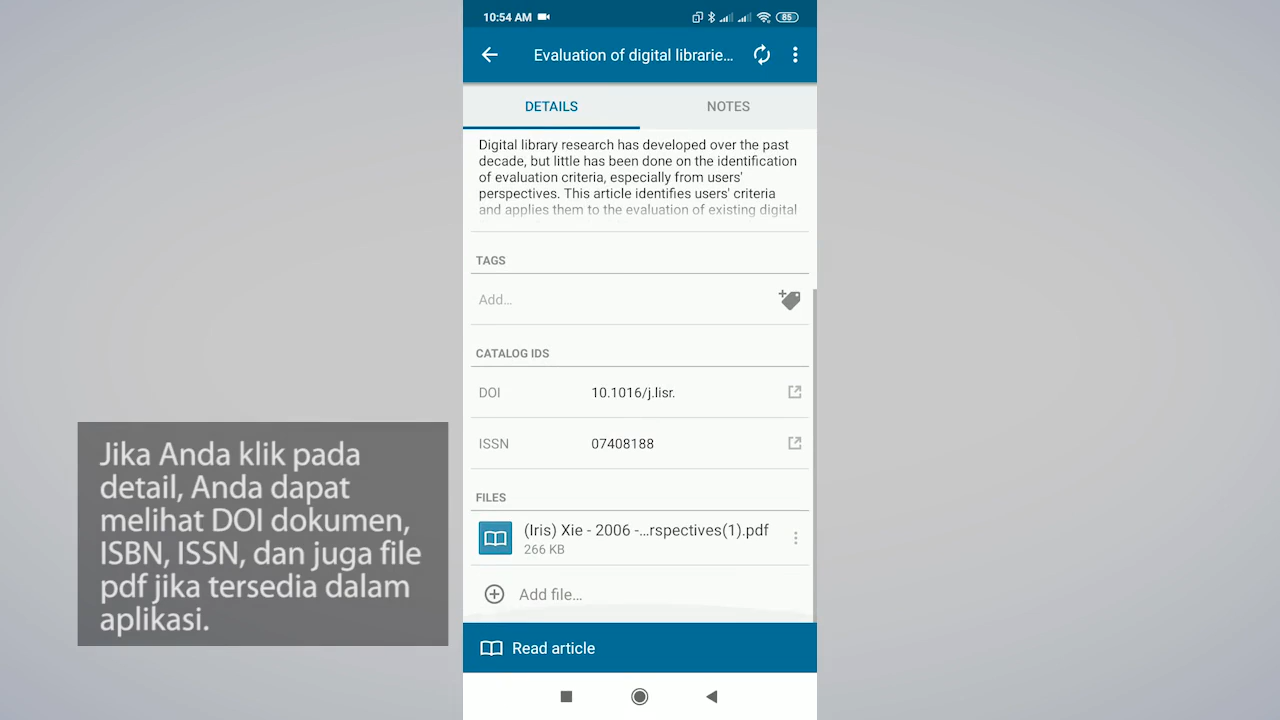 10:54 AM
85
Evaluation of digital librarie...
DETAILS
NOTES
Digital library research has developed over the past
decade, but little has been done on the identification
of evaluation criteria, especially from users'
perspectives. This article identifies users' criteria
and applies them to the evaluation of existing digital
TAGS
Add...
CATALOG IDS
DOI
10.1016/j.lisr.
ISSN
07408188
FILES
(Iris) Xie - 2006 -...rspectives(1).pdf
266 KB
Add file...
Read article
Jika Anda klik pada
detail, Anda dapat
melihat DOI dokumen,
ISBN, ISSN, dan juga file
pdf jika tersedia dalam
aplikasi.